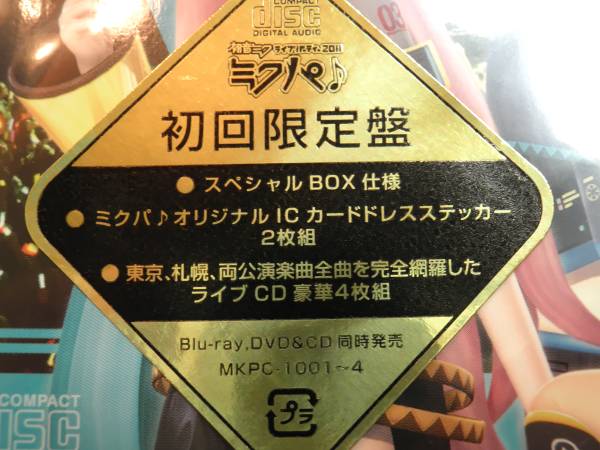 COMPACT
disc
DIGITAL AUDIO
03
初音ミク ライブパーティー 2011
ミクパ♪
初回限定盤
● スペシャル BOX 仕様
● ミクパ♪オリジナル IC カードドレスステッカー
2枚組
● 東京、札幌、両公演楽曲全曲を完全網羅した
ライブ CD 豪華4枚組
Blu-ray, DVD&CD 同時発売
MKPC-1001~4
プラ
COMPACT
disc